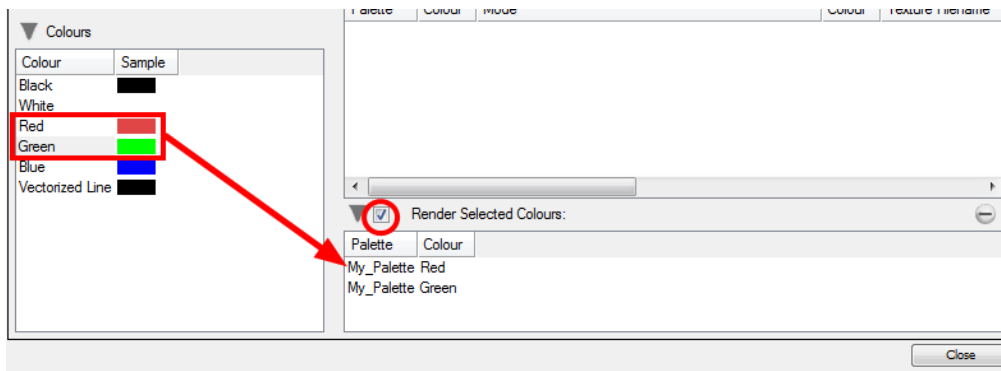 Palette Colour Mode Colour Texture Filename
Colours
Colour Sample
Black
White
Red
Green
Blue
Vectorized Line
Render Selected Colours:
Palette Colour
My_Palette Red
My_Palette Green
Close